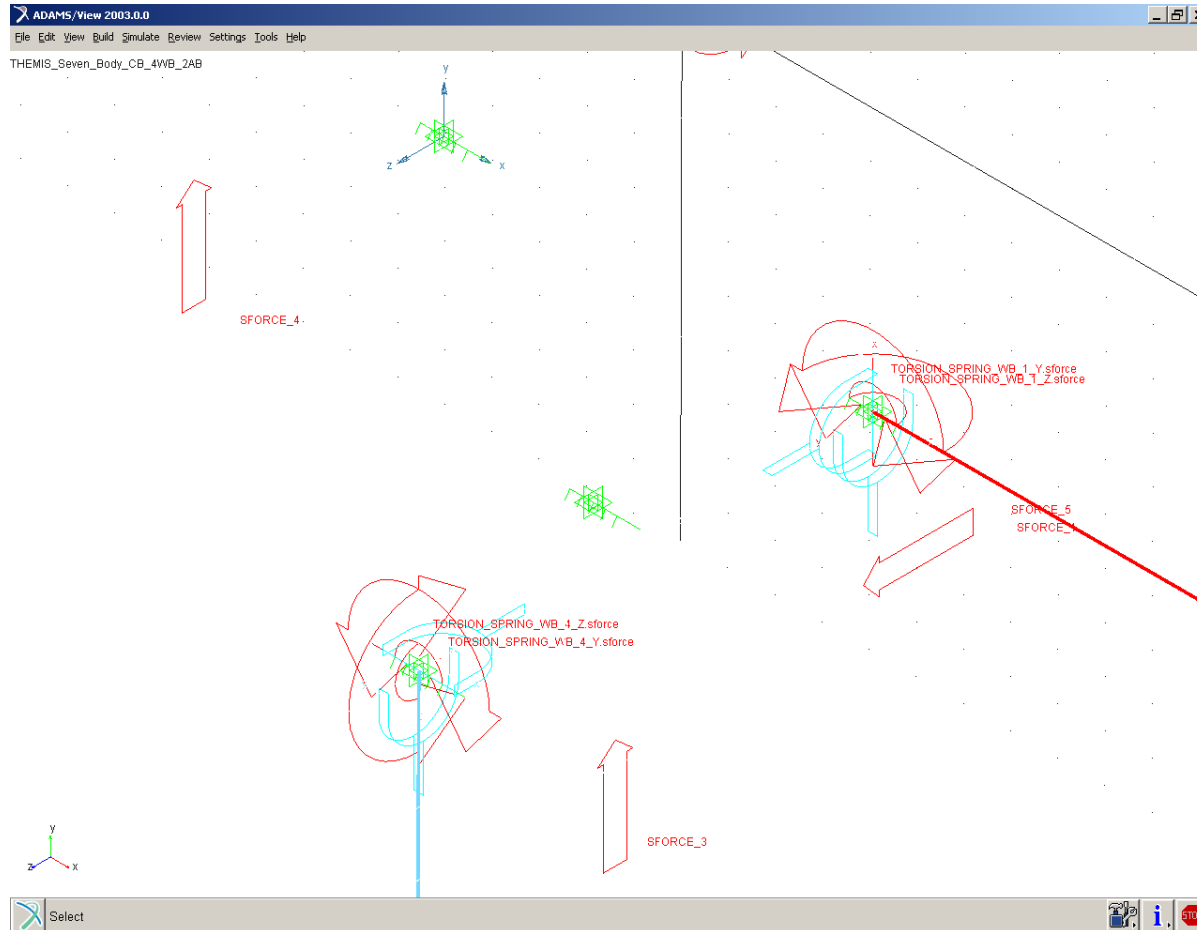 ADAMS/View 2003.0.0
File Edit View Build Simulate Review Settings Tools Help
THEMIS_Seven_Body_CB_4WB_2AB
y
z
x
SFORCE_4
x
TORSION_SPRING_WB_1_Y.sforce
TORSION_SPRING_WB_1_Z.sforce
y
SFORCE_5
SFORCE_1
TORSION_SPRING_WB_4_Z.sforce
TORSION_SPRING_WB_4_Y.sforce
SFORCE_3
y
z
x
Select
i